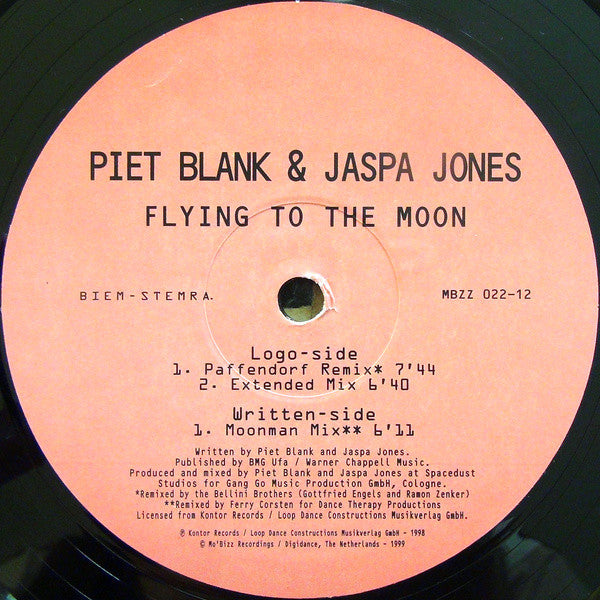 PIET BLANK & JASPA JONES
FLYING TO THE MOON
BIEM-STEMRA.
MBZZ 022-12
Logo-side
1. Paffendorf Remix* 7'44
2. Extended Mix 6'40
Written-side
1. Moonman Mix** 6'11
Written by Piet Blank and Jaspa Jones.
Published by BMG Ufa / Warner Chappell Music.
Produced and mixed by Piet Blank and Jaspa Jones at Spacedust
Studios for Gang Go Music Production GmbH, Cologne.
*Remixed by the Bellini Brothers (Gottfried Engels and Ramon Zenker)
**Remixed by Ferry Corsten for Dance Therapy Productions
Licensed from Kontor Records / Loop Dance Constructions Musikverlag GmbH.
℗ Kontor Records / Loop Dance Constructions Musikverlag GmbH - 1998
© Mo'Bizz Recordings / Digidance, The Netherlands - 1999